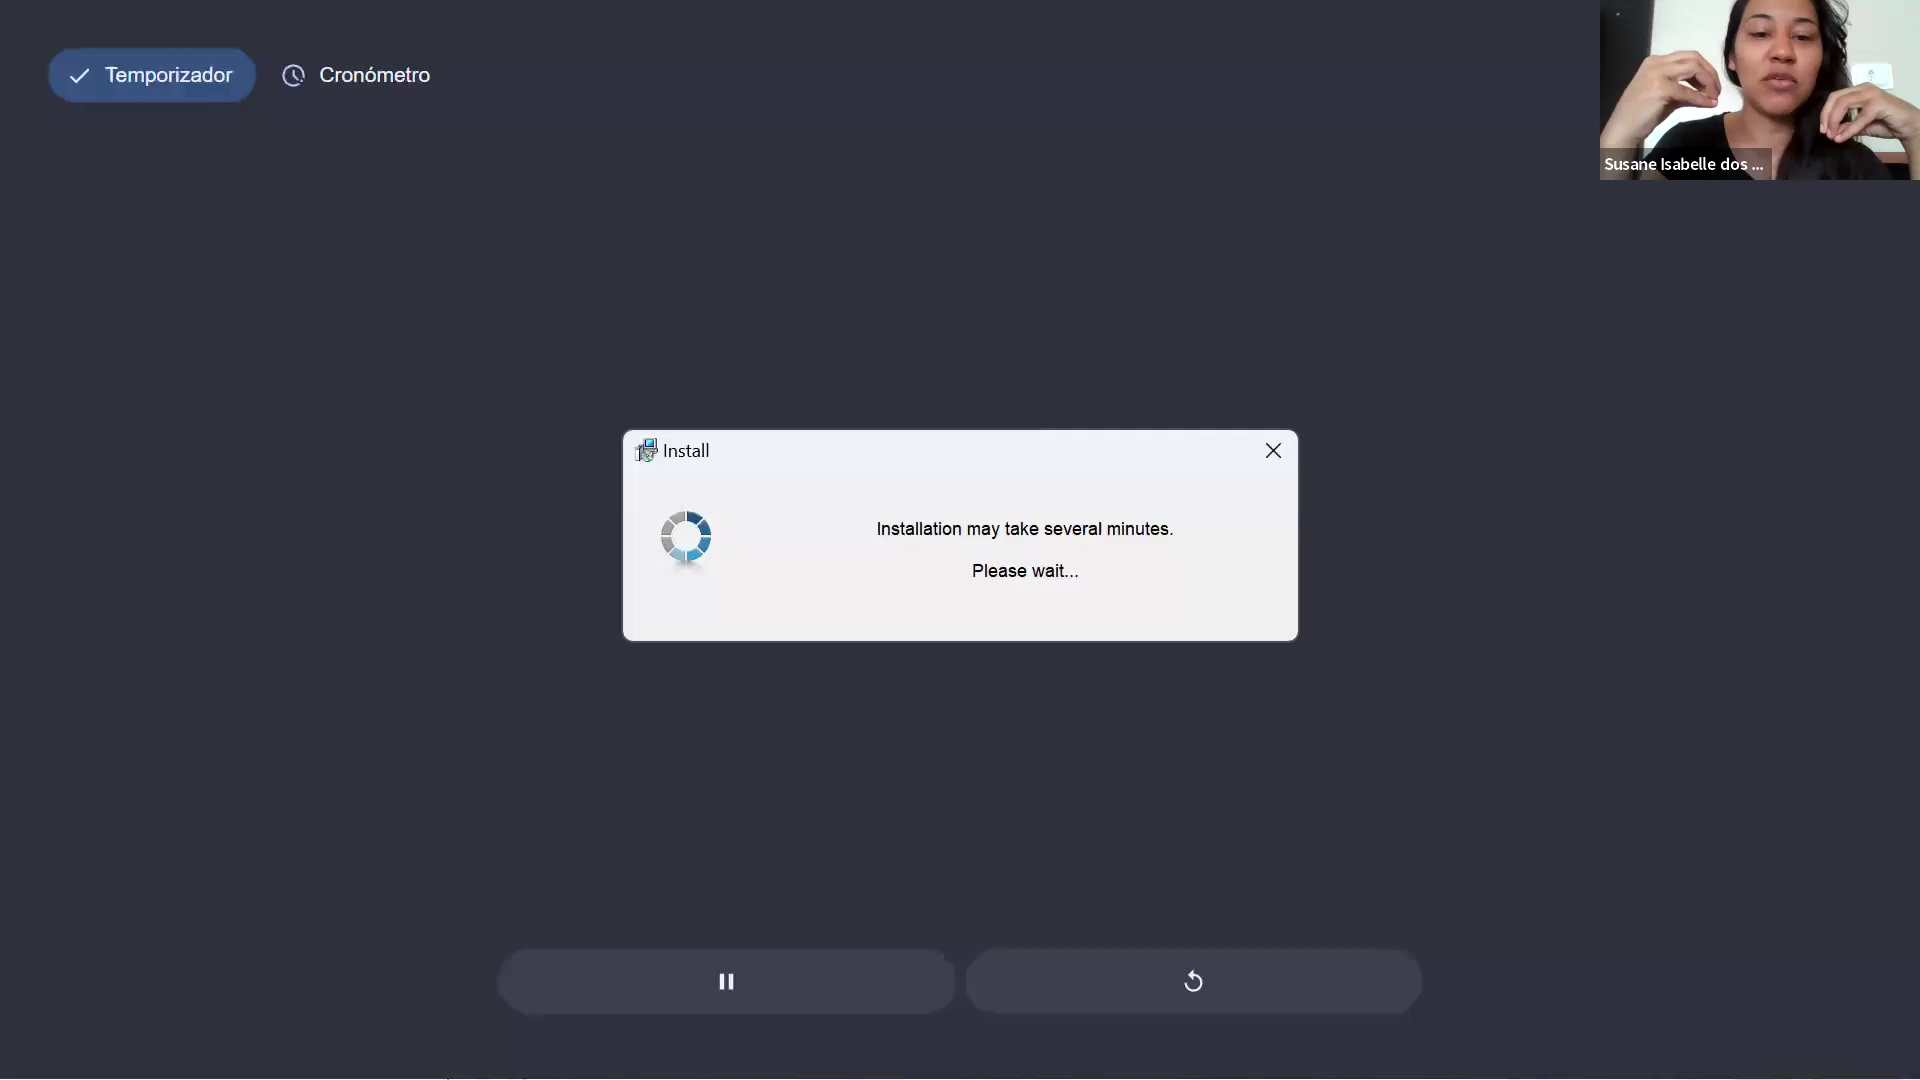 Temporizador
Cronómetro
Susane Isabelle dos ...
Install
Installation may take several minutes.
Please wait...